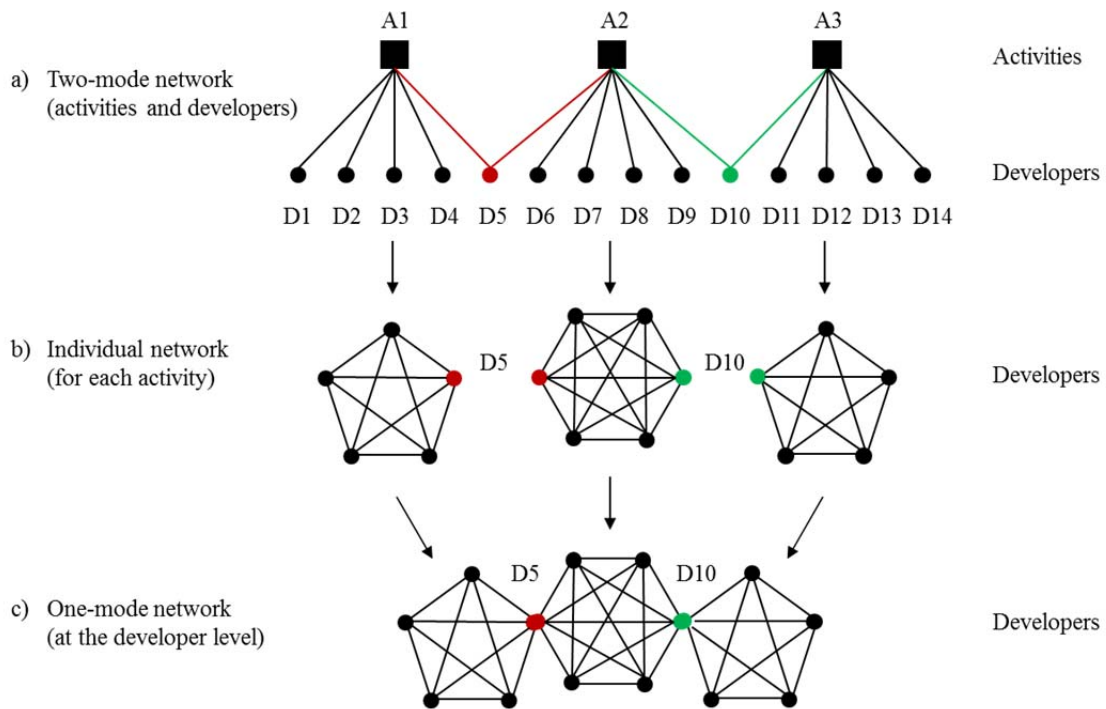 A1 A2 A3
a) Two-mode network
(activities and developers)
Activities
Developers
D1 D2 D3 D4 D5 D6 D7 D8 D9 D10 D11 D12 D13 D14
b) Individual network
(for each activity)
D5 D10
Developers
D5 D10
c) One-mode network
(at the developer level)
Developers